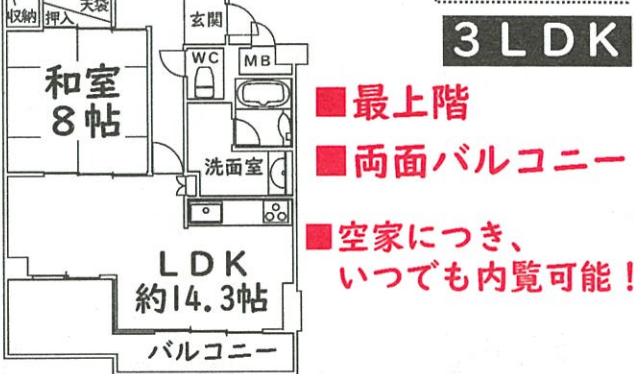 収納
押入
天袋
玄関
3LDK
WC
MB
和室
8帖
■最上階
洗面室
■両面バルコニー
■空家につき、
いつでも内覧可能!
LDK
約14.3帖
バルコニー